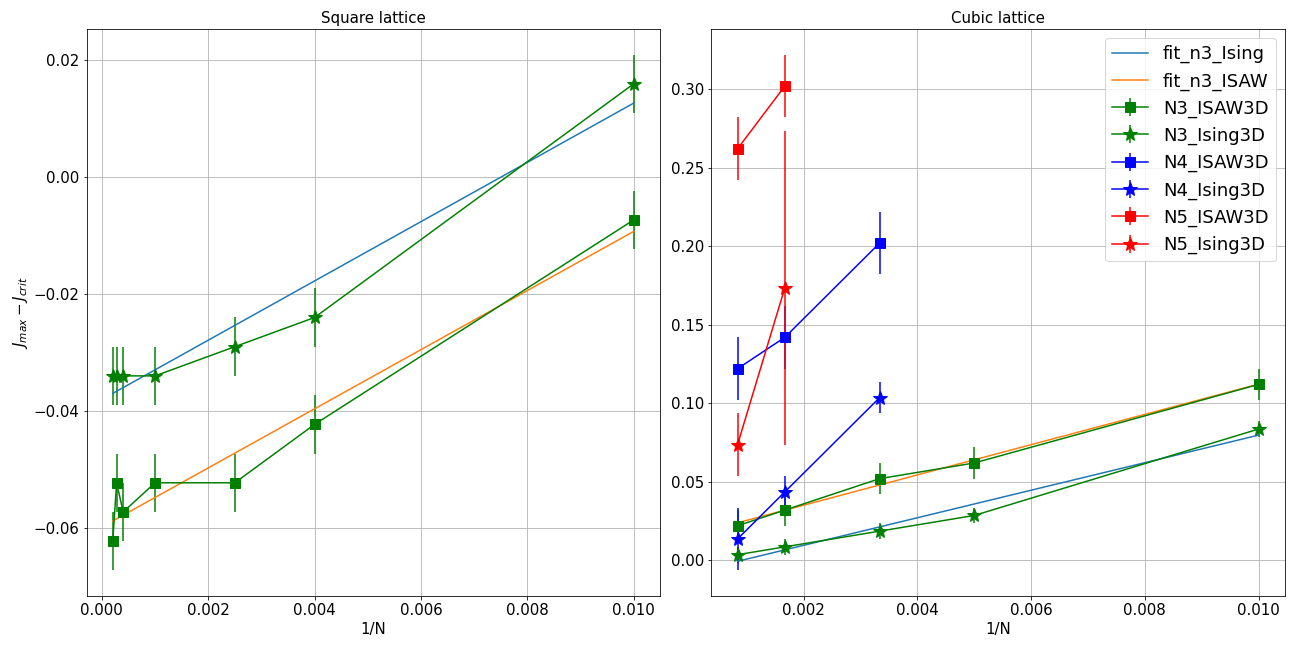 Square lattice
0.02
0.00
−0.02
−0.04
−0.06
J_max − J_crit
0.000
0.002
0.004
0.006
0.008
0.010
1/N
Cubic lattice
0.30
0.25
0.20
0.15
0.10
0.05
0.00
0.002
0.004
0.006
0.008
0.010
1/N
fit_n3_Ising
fit_n3_ISAW
N3_ISAW3D
N3_Ising3D
N4_ISAW3D
N4_Ising3D
N5_ISAW3D
N5_Ising3D